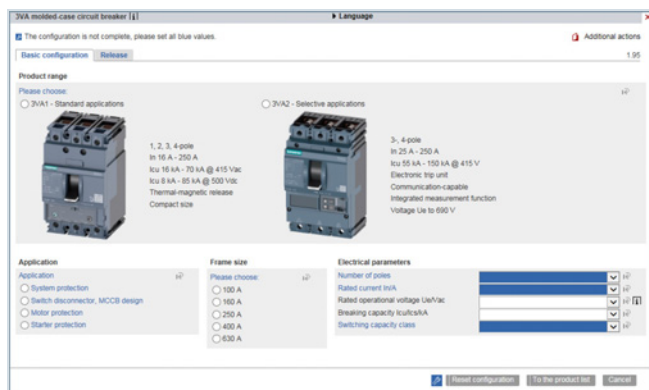 3VA molded-case circuit breaker
Language
The configuration is not complete, please set all blue values.
Additional actions
Basic configuration
Release
1.95
Product range
Please choose:
3VA1 - Standard applications
3VA2 - Selective applications
1, 2, 3, 4-pole
In 16 A - 250 A
Icu 16 kA - 70 kA @ 415 Vac
Icu 8 kA - 85 kA @ 500 Vdc
Thermal-magnetic release
Compact size
3-, 4-pole
In 25 A - 250 A
Icu 55 kA - 150 kA @ 415 V
Electronic trip unit
Communication-capable
Integrated measurement function
Voltage Ue to 690 V
Application
Application
System protection
Switch disconnector, MCCB design
Motor protection
Starter protection
Frame size
Please choose:
100 A
160 A
250 A
400 A
630 A
Electrical parameters
Number of poles
Rated current In/A
Rated operational voltage Ue/Vac
Breaking capacity Icu/Ics/kA
Switching capacity class
Reset configuration
To the product list
Cancel